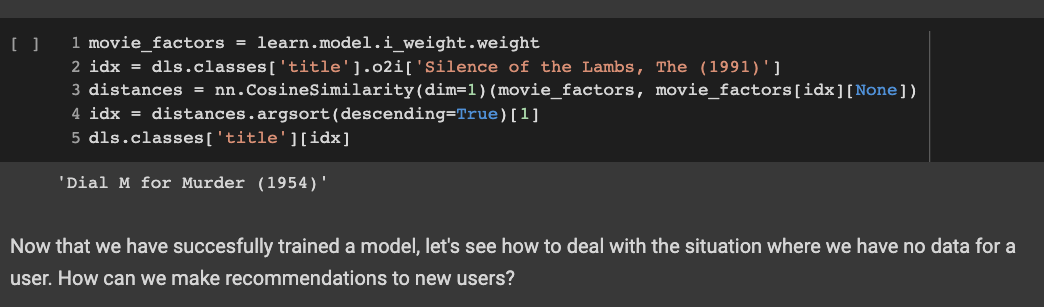 [ ]
1 movie_factors = learn.model.i_weight.weight
2 idx = dls.classes['title'].o2i['Silence of the Lambs, The (1991)']
3 distances = nn.CosineSimilarity(dim=1)(movie_factors, movie_factors[idx][None])
4 idx = distances.argsort(descending=True)[1]
5 dls.classes['title'][idx]
'Dial M for Murder (1954)'
Now that we have succesfully trained a model, let's see how to deal with the situation where we have no data for a
user. How can we make recommendations to new users?